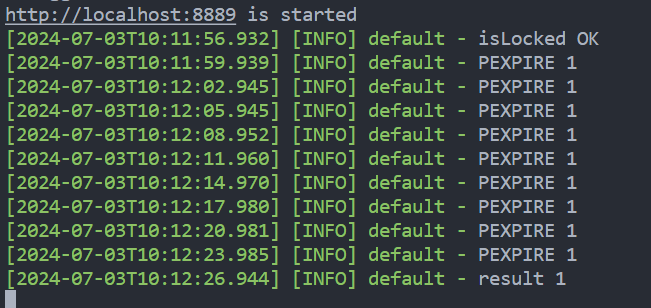 http://localhost:8889 is started
[2024-07-03T10:11:56.932] [INFO] default - isLocked OK
[2024-07-03T10:11:59.939] [INFO] default - PEXPIRE 1
[2024-07-03T10:12:02.945] [INFO] default - PEXPIRE 1
[2024-07-03T10:12:05.945] [INFO] default - PEXPIRE 1
[2024-07-03T10:12:08.952] [INFO] default - PEXPIRE 1
[2024-07-03T10:12:11.960] [INFO] default - PEXPIRE 1
[2024-07-03T10:12:14.970] [INFO] default - PEXPIRE 1
[2024-07-03T10:12:17.980] [INFO] default - PEXPIRE 1
[2024-07-03T10:12:20.981] [INFO] default - PEXPIRE 1
[2024-07-03T10:12:23.985] [INFO] default - PEXPIRE 1
[2024-07-03T10:12:26.944] [INFO] default - result 1